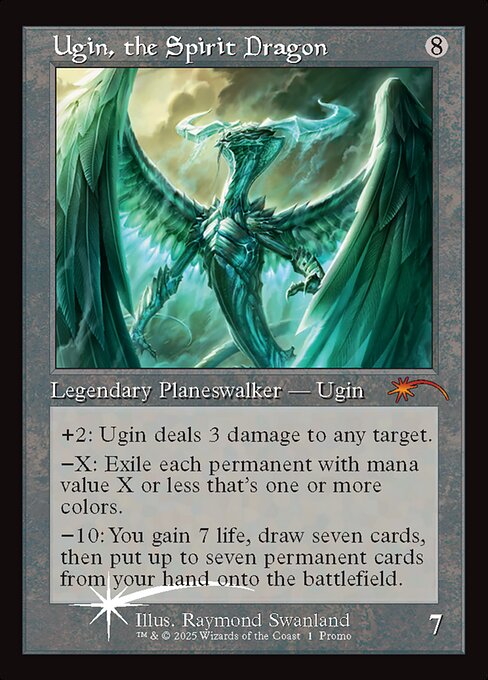 Ugin, the Spirit Dragon 8
Legendary Planeswalker — Ugin
+2: Ugin deals 3 damage to any target.
−X: Exile each permanent with mana
value X or less that's one or more
colors.
−10: You gain 7 life, draw seven cards,
then put up to seven permanent cards
from your hand onto the battlefield.
Illus. Raymond Swanland
™ & © 2025 Wizards of the Coast 1 Promo
7